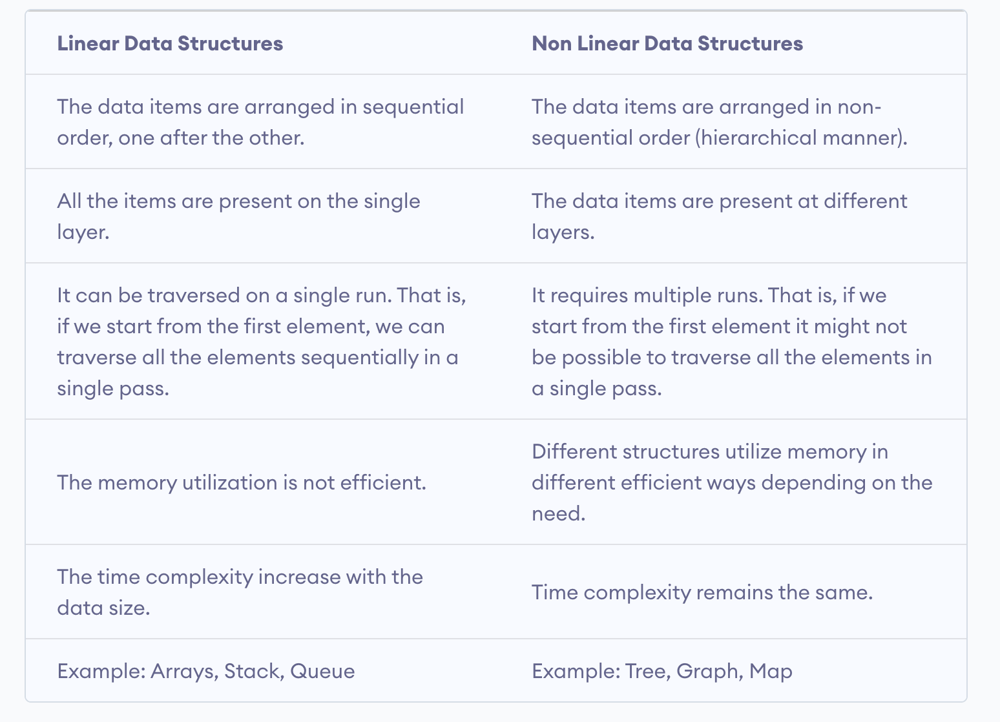 Linear Data Structures
Non Linear Data Structures
The data items are arranged in sequential
order, one after the other.
The data items are arranged in non-
sequential order (hierarchical manner).
All the items are present on the single
layer.
The data items are present at different
layers.
It can be traversed on a single run. That is,
if we start from the first element, we can
traverse all the elements sequentially in a
single pass.
It requires multiple runs. That is, if we
start from the first element it might not
be possible to traverse all the elements in
a single pass.
The memory utilization is not efficient.
Different structures utilize memory in
different efficient ways depending on the
need.
The time complexity increase with the
data size.
Time complexity remains the same.
Example: Arrays, Stack, Queue
Example: Tree, Graph, Map